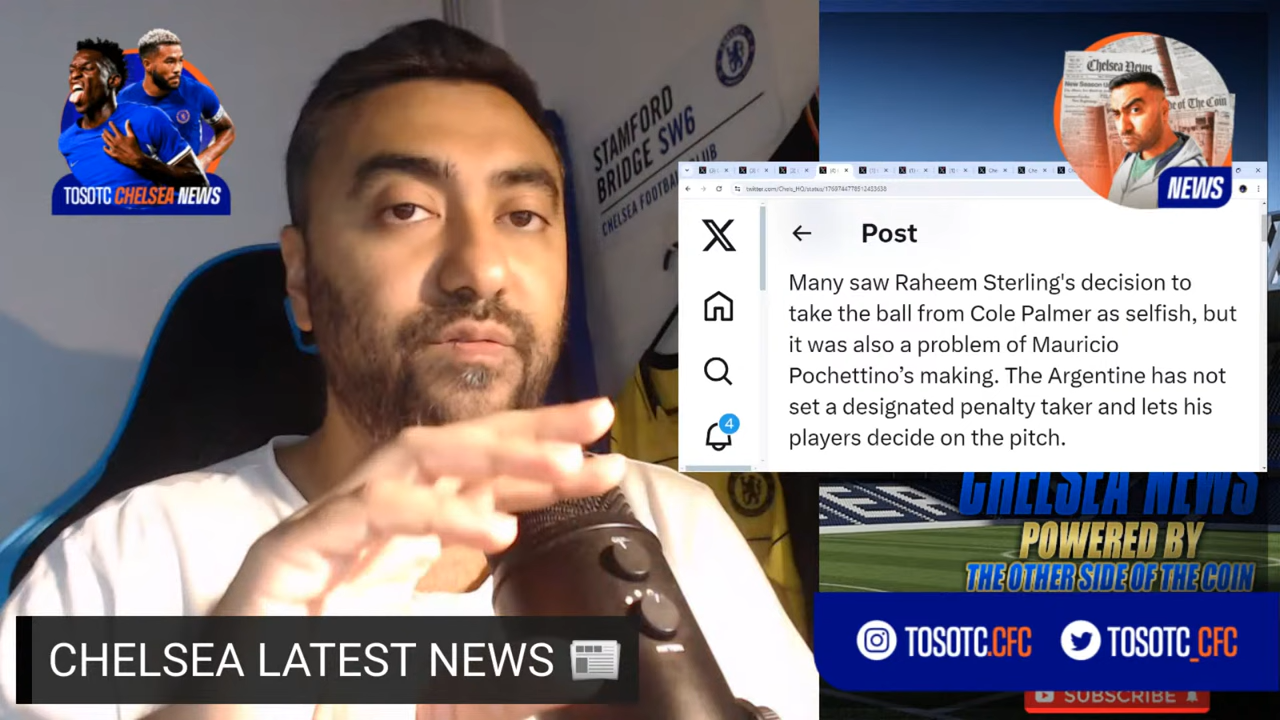 TOSOTC CHELSEA NEWS
STAMFORD
BRIDGE SW6
CHELSEA FOOTBALL CLUB
Chelsea News
NEWS
Post
Many saw Raheem Sterling's decision to
take the ball from Cole Palmer as selfish, but
it was also a problem of Mauricio
Pochettino’s making. The Argentine has not
set a designated penalty taker and lets his
players decide on the pitch.
4
CHELSEA NEWS
POWERED BY
THE OTHER SIDE OF THE COIN
CHELSEA LATEST NEWS
TOSOTC.CFC
TOSOTC_CFC
SUBSCRIBE